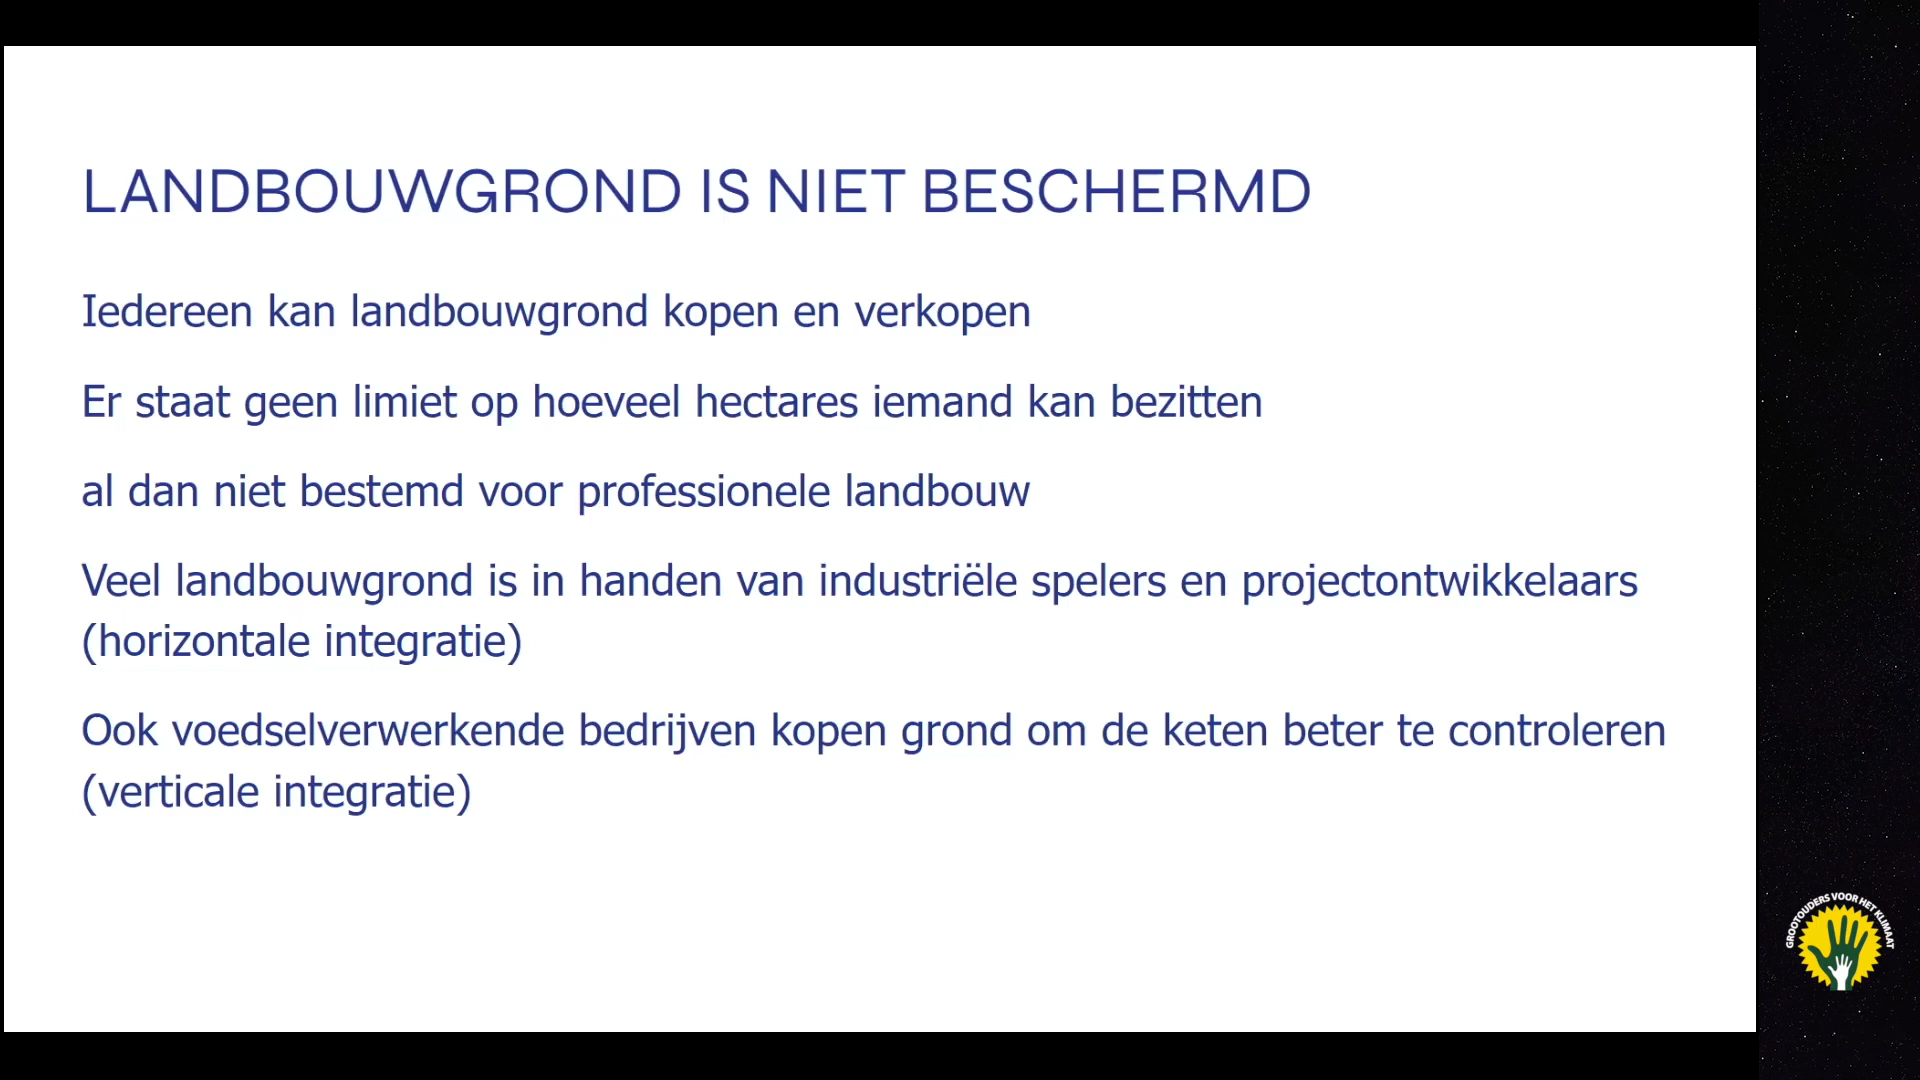 LANDBOUWGROND IS NIET BESCHERMD
Iedereen kan landbouwgrond kopen en verkopen
Er staat geen limiet op hoeveel hectares iemand kan bezitten
al dan niet bestemd voor professionele landbouw
Veel landbouwgrond is in handen van industriële spelers en projectontwikkelaars
(horizontale integratie)
Ook voedselverwerkende bedrijven kopen grond om de keten beter te controleren
(verticale integratie)
GROOTOUDERS VOOR HET KLIMAAT